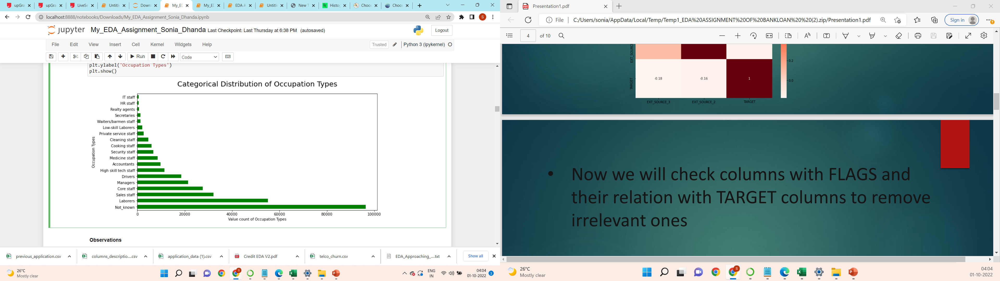 upGra
upGra
LiveSe
Untitle
Down
My_ED
My_ED
EDA A
Untitle
New T
Histog
Choos
Choos
localhost:8888/notebooks/Downloads/My_EDA_Assignment_Sonia_Dhanda.ipynb
S
jupyter My_EDA_Assignment_Sonia_Dhanda Last Checkpoint: Last Thursday at 6:38 PM (autosaved)
Logout
File Edit View Insert Cell Kernel Widgets Help
Trusted
Python 3 (ipykernel)
Run
Code
plt.ylabel('Occupation Types')
plt.show()
Categorical Distribution of Occupation Types
IT staff
HR staff
Realty agents
Secretaries
Waiters/barmen staff
Low-skill Laborers
Private service staff
Cleaning staff
Cooking staff
Security staff
Medicine staff
Accountants
High skill tech staff
Drivers
Managers
Core staff
Sales staff
Laborers
Not_known
Occupation Types
0 20000 40000 60000 80000 100000
Value count of Occupation Types
Observations
previous_application.csv
columns_descriptio....csv
application_data (1).csv
Credit EDA V2.pdf
telco_churn.csv
EDA_Approaching_....txt
Show all
26°C
Mostly clear
ENG
IN
04:04
01-10-2022
3
Presentation1.pdf
File C:/Users/sonia/AppData/Local/Temp/Temp1_EDA%20ASSIGNMENT%20OF%20BANKLOAN%20%20(2).zip/Presentation1.pdf
Sign in
4 of 10
EXT_SOURC
TARGET
-0.18 -0.16 1
0.2
0.0
EXT_SOURCE_3 EXT_SOURCE_2 TARGET
• Now we will check columns with FLAGS and
their relation with TARGET columns to remove
irrelevant ones
26°C
Mostly clear
04:04
01-10-2022